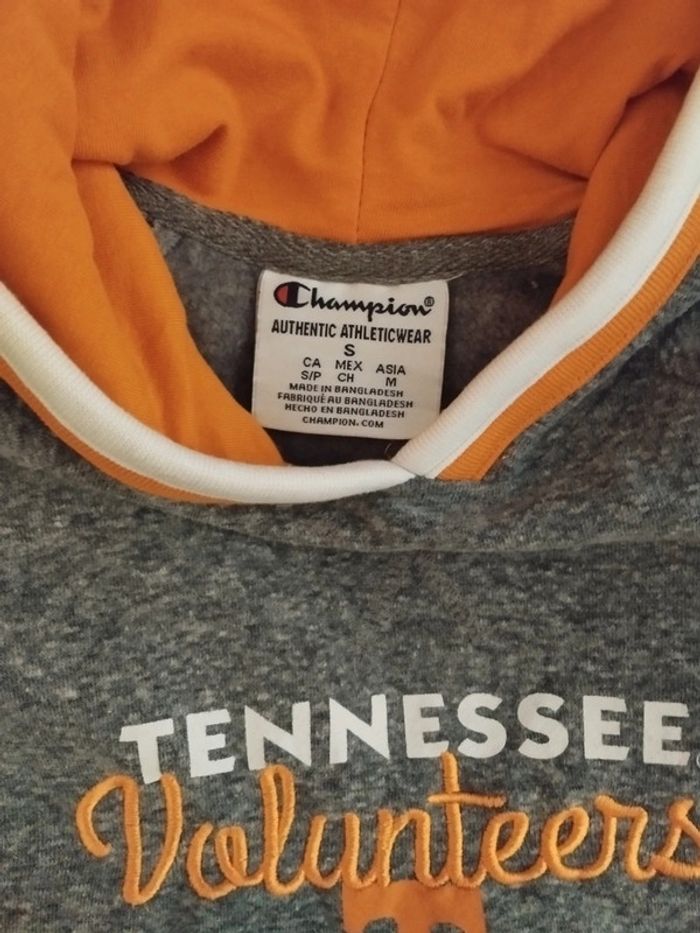 Champion®
AUTHENTIC ATHLETICWEAR
S
CA MEX ASIA
S/P CH M
MADE IN BANGLADESH
FABRIQUÉ AU BANGLADESH
HECHO EN BANGLADESH
CHAMPION.COM
TENNESSEE
Volunteers